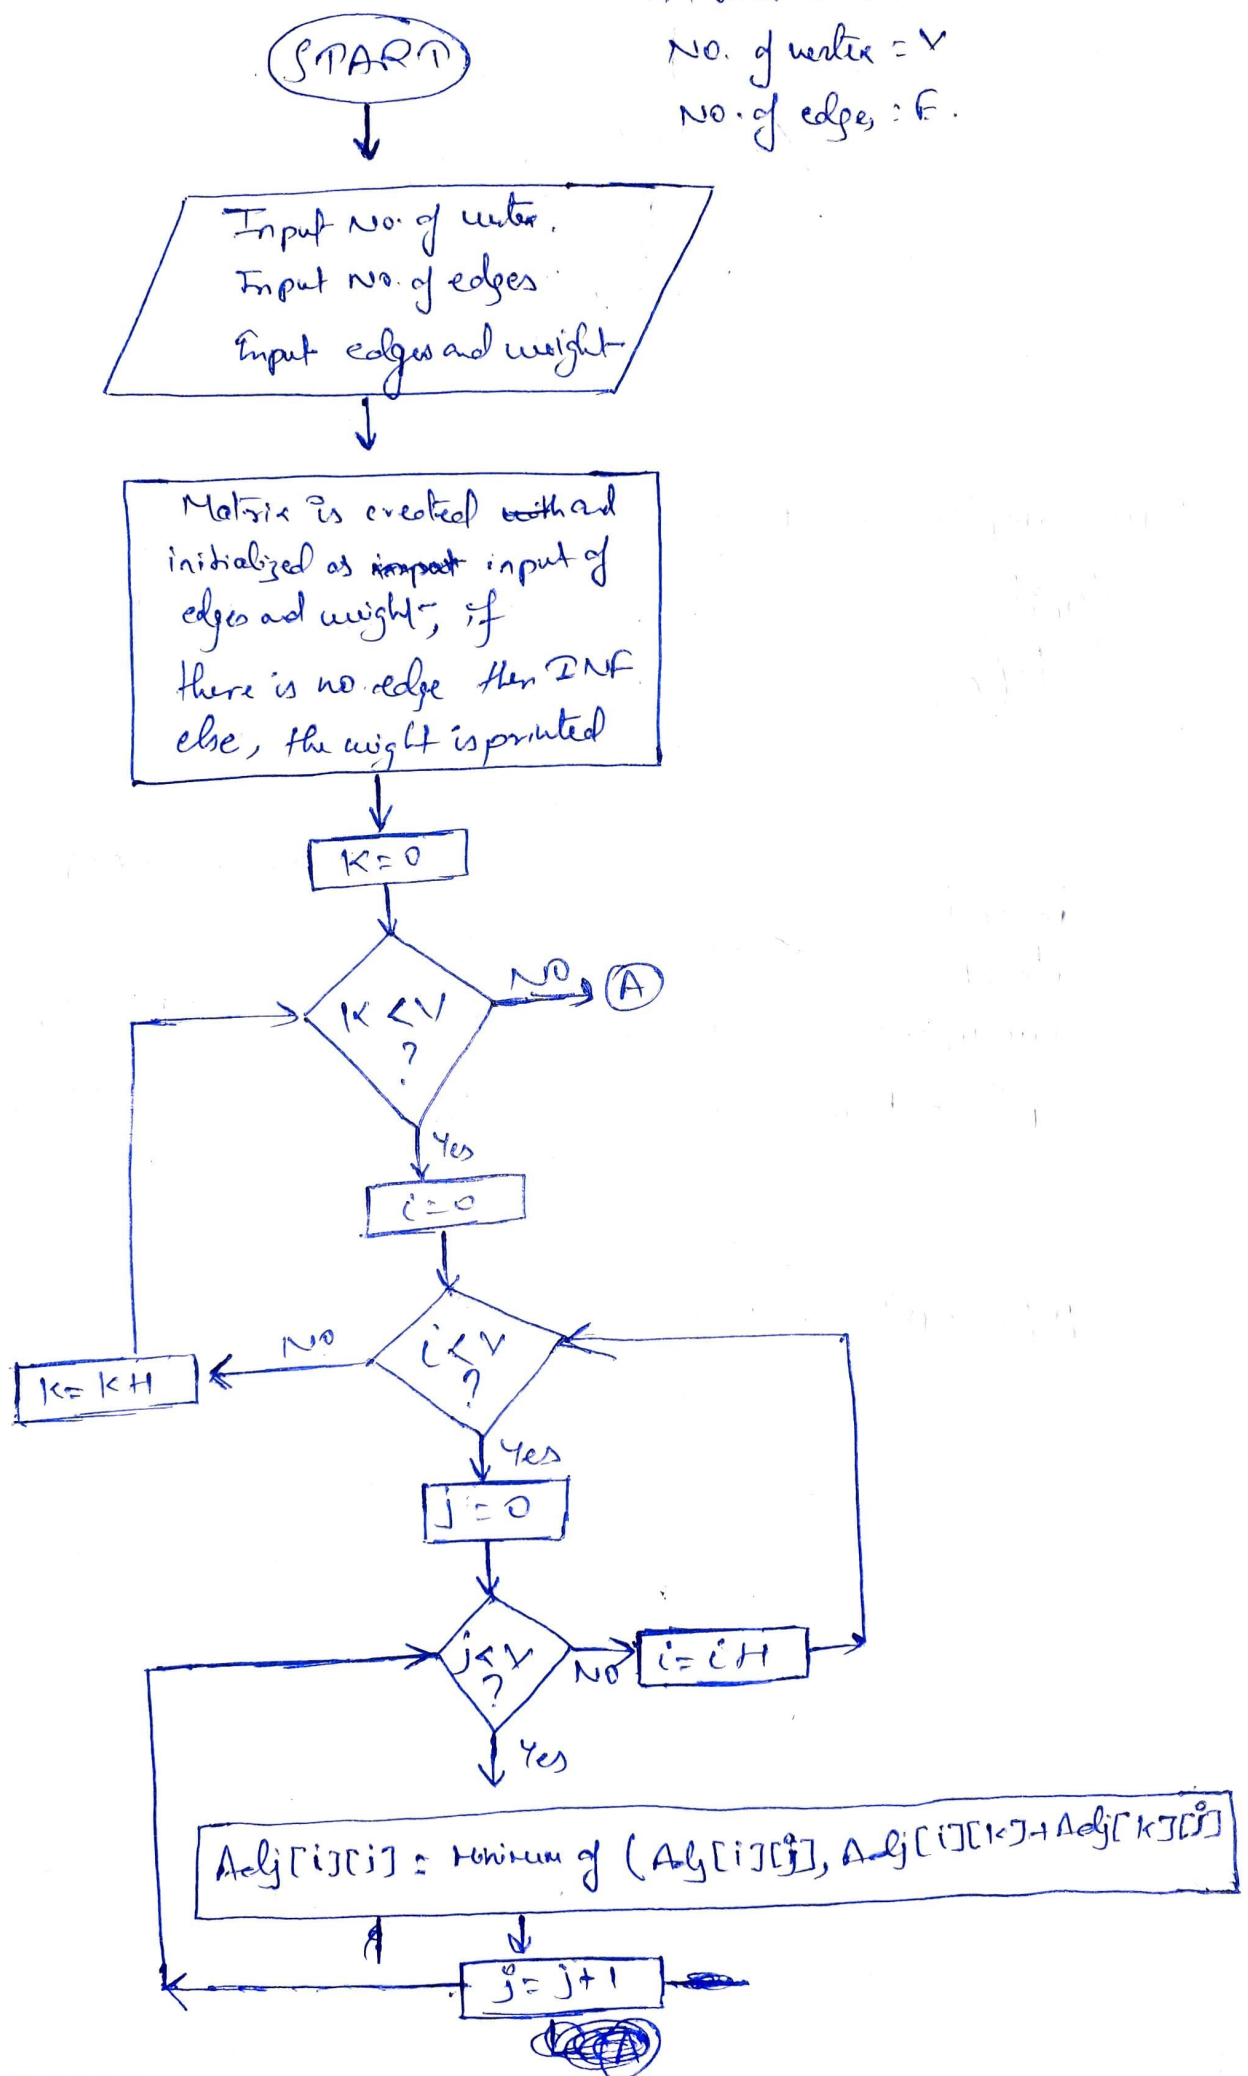 No. of vertex = V
No. of edges : E.
START
Input No. of vertex.
Input No. of edges
Input edges and weight
Matrix is created with and
initialized as input of
edges and weight, if
there is no edge then INF
else, the weight is printed
K=0
K<V
?
NO
A
Yes
i=0
i<V
?
NO
K=K+1
Yes
j=0
j<V
?
NO
i=i+1
Yes
Adj[i][j] = Minimum of (Adj[i][j], Adj[i][k]+Adj[k][j]
j=j+1